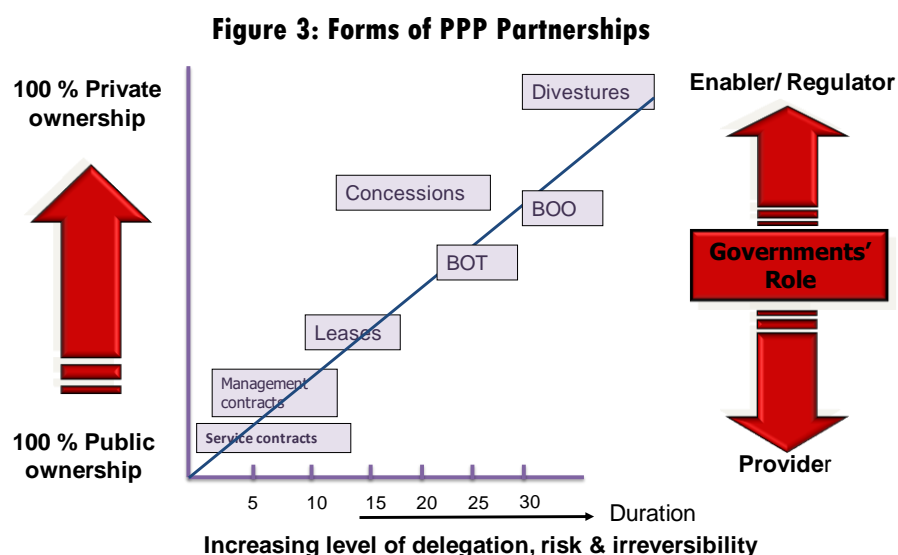 Figure 3: Forms of PPP Partnerships
100 % Private
ownership
100 % Public
ownership
Divestures
Concessions
BOO
BOT
Leases
Management
contracts
Service contracts
5 10 15 20 25 30
Duration
Increasing level of delegation, risk & irreversibility
Enabler/ Regulator
Governments’
Role
Provider